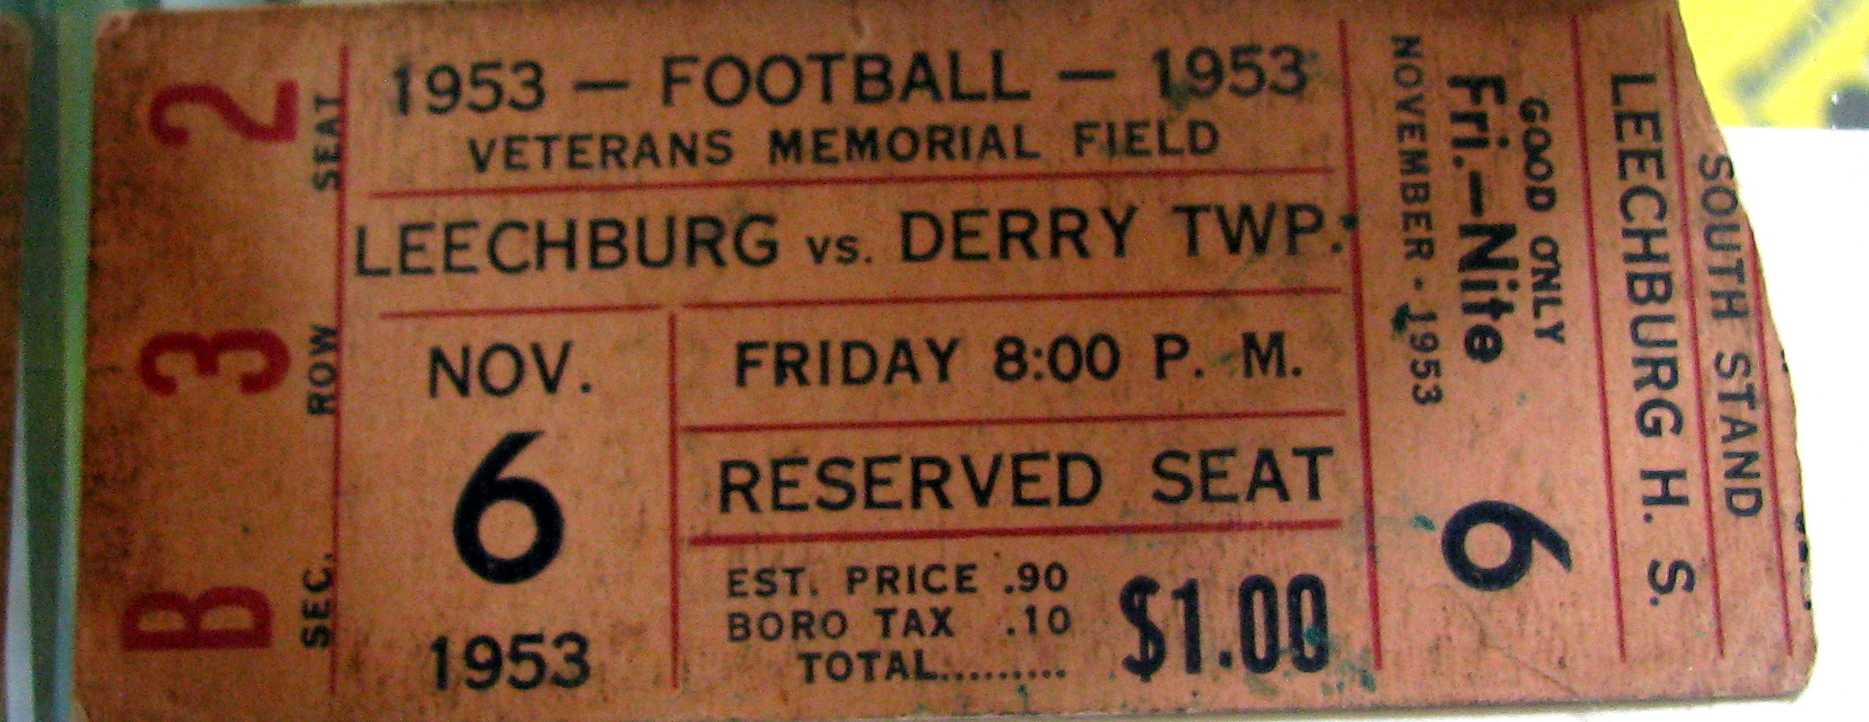 B 3 2
SEC. ROW SEAT
1953 — FOOTBALL — 1953
VETERANS MEMORIAL FIELD
LEECHBURG vs. DERRY TWP.
NOV.
6
1953
FRIDAY 8:00 P. M.
RESERVED SEAT
EST. PRICE .90
BORO TAX .10
TOTAL.........
$1.00
GOOD ONLY
Fri.—Nite
NOVEMBER - 1953
6
LEECHBURG H. S.
SOUTH STAND